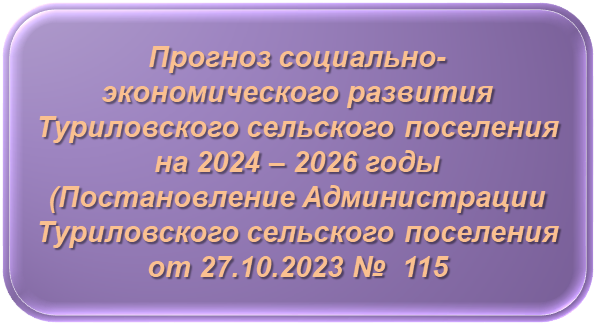 Прогноз социально-
экономического развития
Туриловского сельского поселения
на 2024 – 2026 годы
(Постановление Администрации
Туриловского сельского поселения
от 27.10.2023 № 115